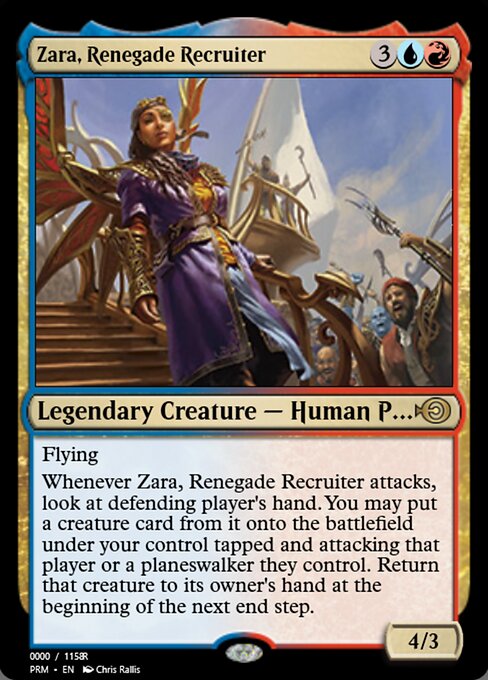 Zara, Renegade Recruiter 3
Legendary Creature — Human P...
Flying
Whenever Zara, Renegade Recruiter attacks,
look at defending player's hand. You may put
a creature card from it onto the battlefield
under your control tapped and attacking that
player or a planeswalker they control. Return
that creature to its owner's hand at the
beginning of the next end step.
4/3
0000 / 1158R
PRM • EN Chris Rallis